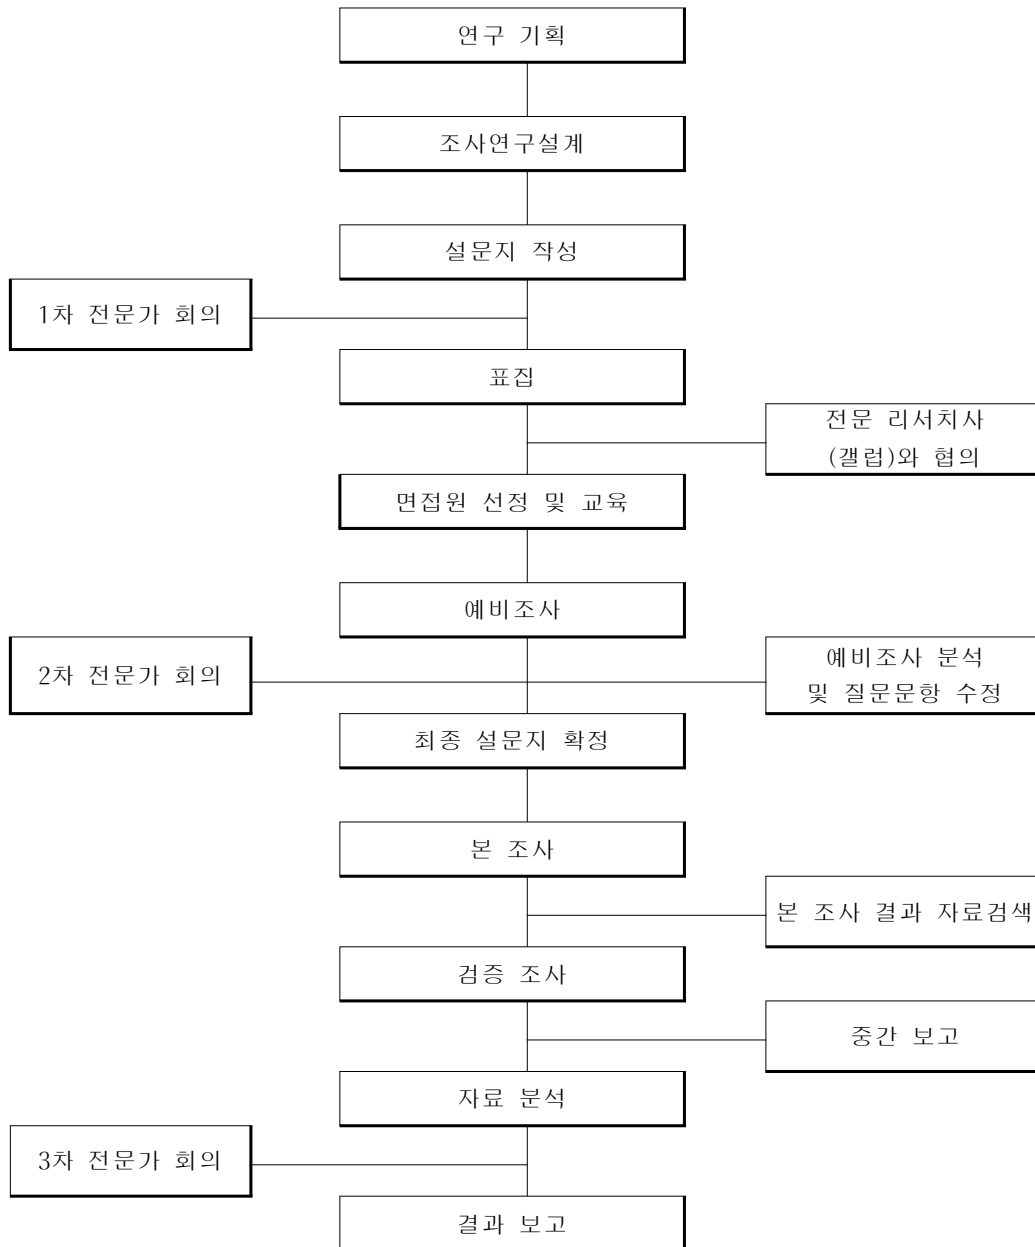 연구 기획
조사연구설계
설문지 작성
1차 전문가 회의
표집
전문 리서치사
(갤럽)와 협의
면접원 선정 및 교육
예비조사
2차 전문가 회의
예비조사 분석
및 질문문항 수정
최종 설문지 확정
본 조사
본 조사 결과 자료검색
검증 조사
중간 보고
자료 분석
3차 전문가 회의
결과 보고